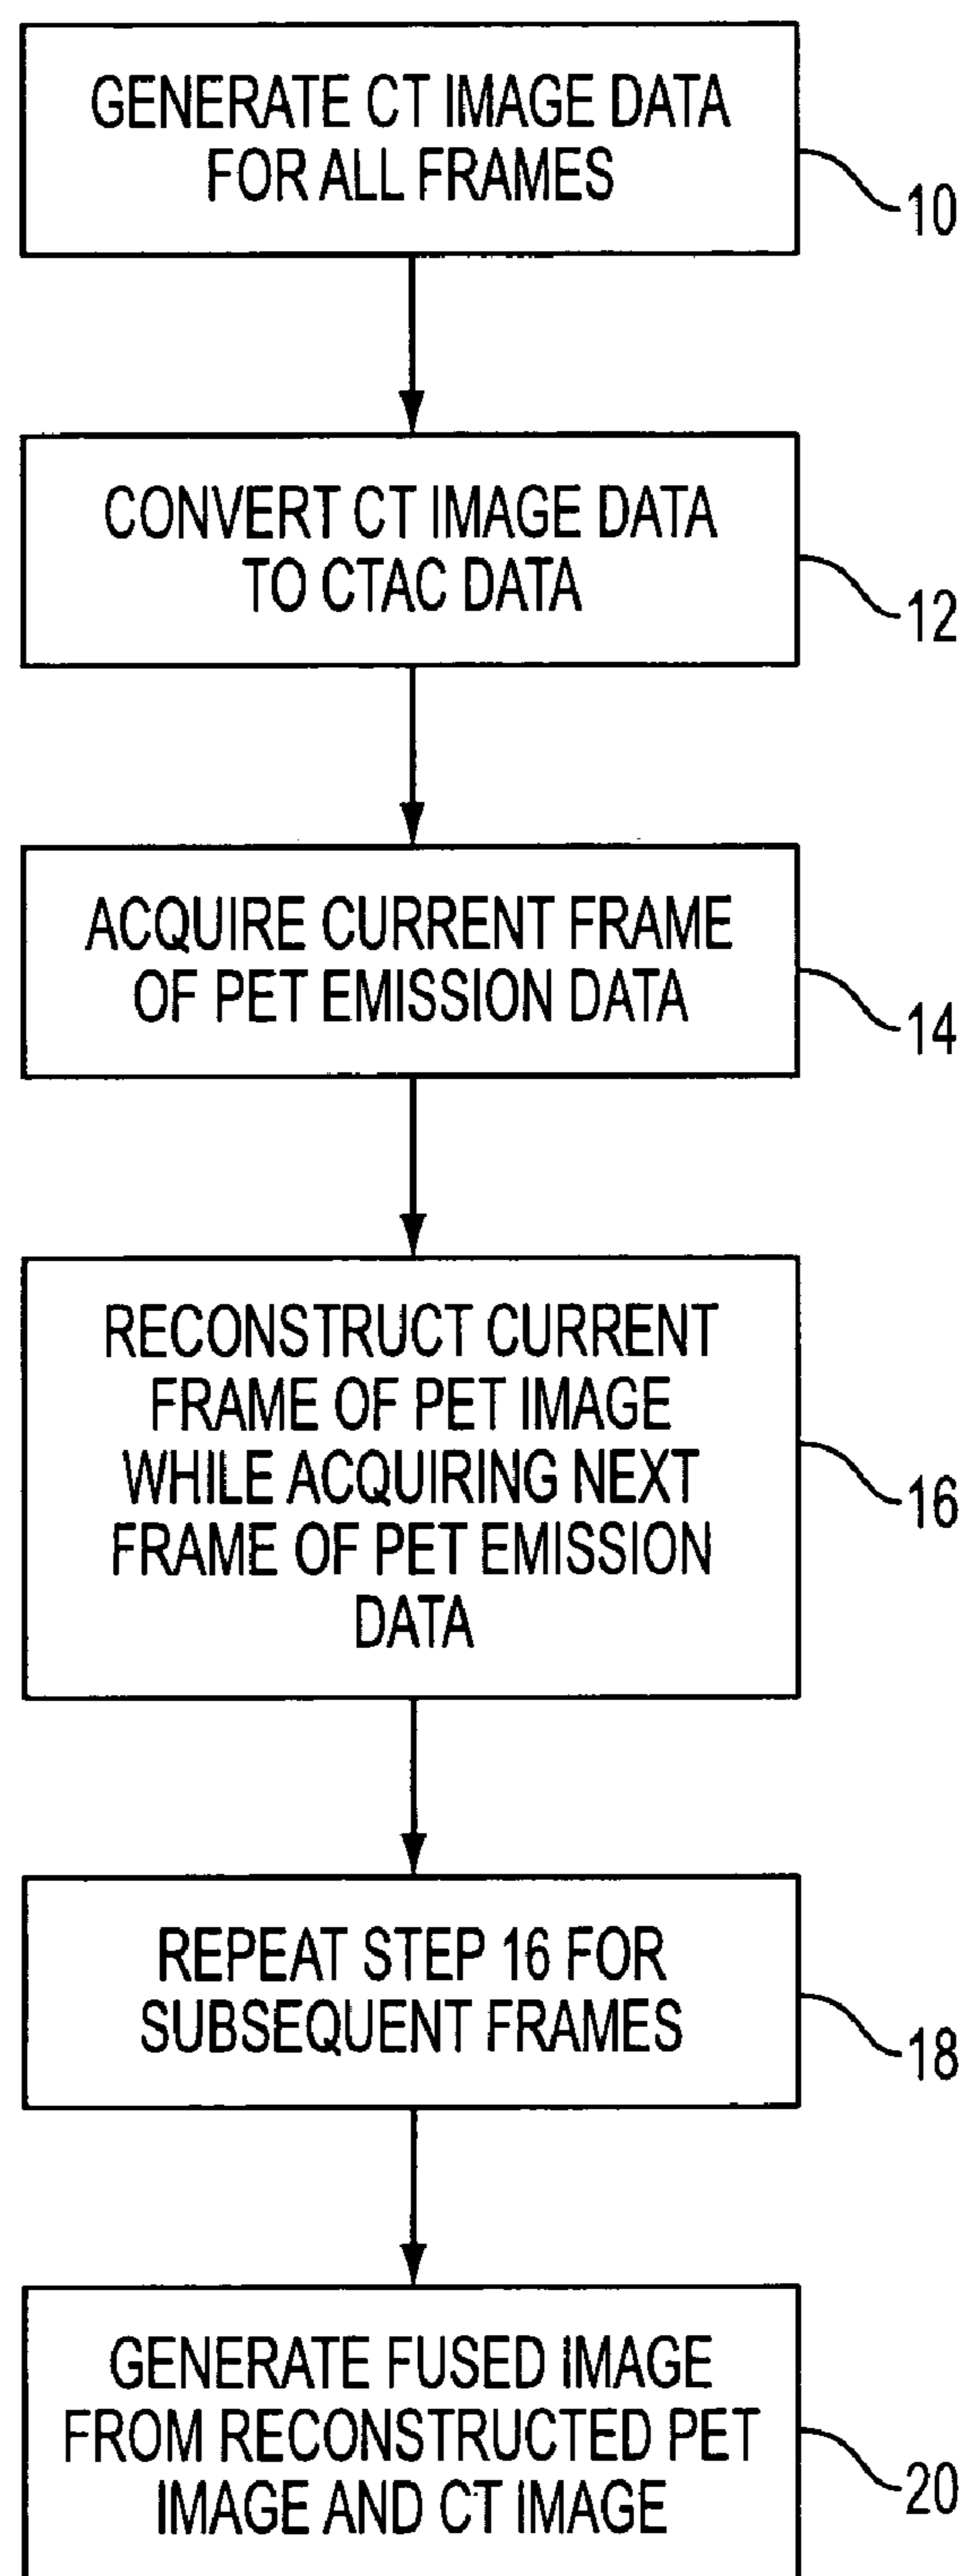 GENERATE CT IMAGE DATA
FOR ALL FRAMES
10
CONVERT CT IMAGE DATA
TO CTAC DATA
12
ACQUIRE CURRENT FRAME
OF PET EMISSION DATA
14
RECONSTRUCT CURRENT
FRAME OF PET IMAGE
WHILE ACQUIRING NEXT
FRAME OF PET EMISSION
DATA
16
REPEAT STEP 16 FOR
SUBSEQUENT FRAMES
18
GENERATE FUSED IMAGE
FROM RECONSTRUCTED PET
IMAGE AND CT IMAGE
20